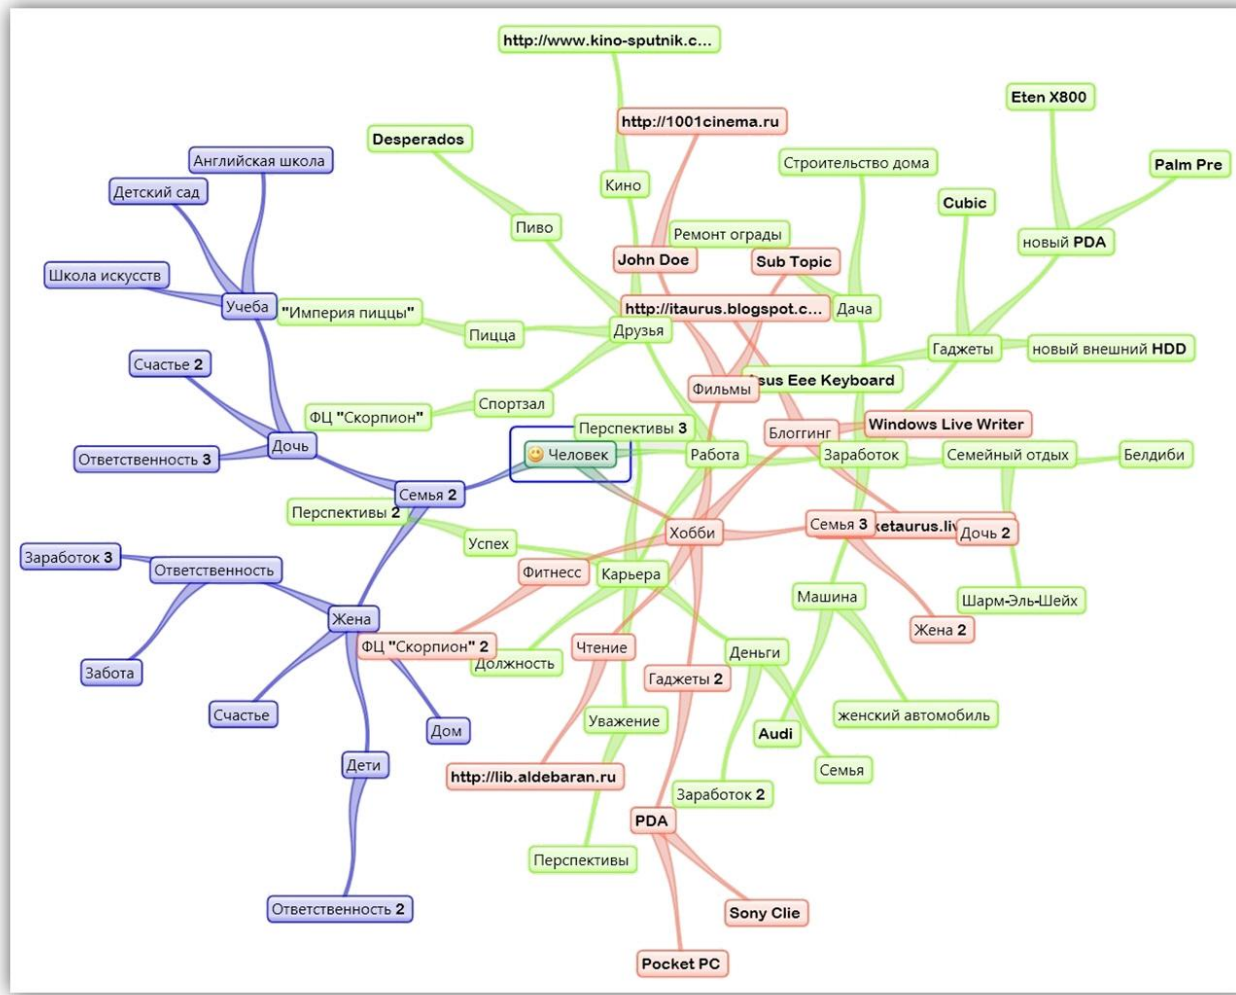 http://www.kino-sputnik.c...
Eten X800
http://1001cinema.ru
Desperados
Английская школа
Строительство дома
Palm Pre
Детский сад
Кино
Cubic
Пиво
Ремонт ограды
новый PDA
John Doe
Sub Topic
Школа искусств
Учеба
"Империя пиццы"
http://itaurus.blogspot.c...
Дача
Пицца
Друзья
Гаджеты
новый внешний HDD
Счастье 2
Фильмы
sus Eee Keyboard
ФЦ "Скорпион"
Спортзал
Перспективы 3
Блоггинг
Windows Live Writer
Дочь
Ответственность 3
Человек
Работа
Заработок
Семейный отдых
Белдиби
Семья 2
Перспективы 2
Хобби
Семья 3
ketaurus.liv
Дочь 2
Успех
Заработок 3
Ответственность
Фитнесс
Карьера
Машина
Шарм-Эль-Шейх
Жена
Жена 2
ФЦ "Скорпион" 2
Чтение
Должность
Деньги
Забота
Гаджеты 2
Счастье
Дом
Уважение
женский автомобиль
Audi
Дети
http://lib.aldebaran.ru
Семья
Заработок 2
PDA
Перспективы
Ответственность 2
Sony Clie
Pocket PC